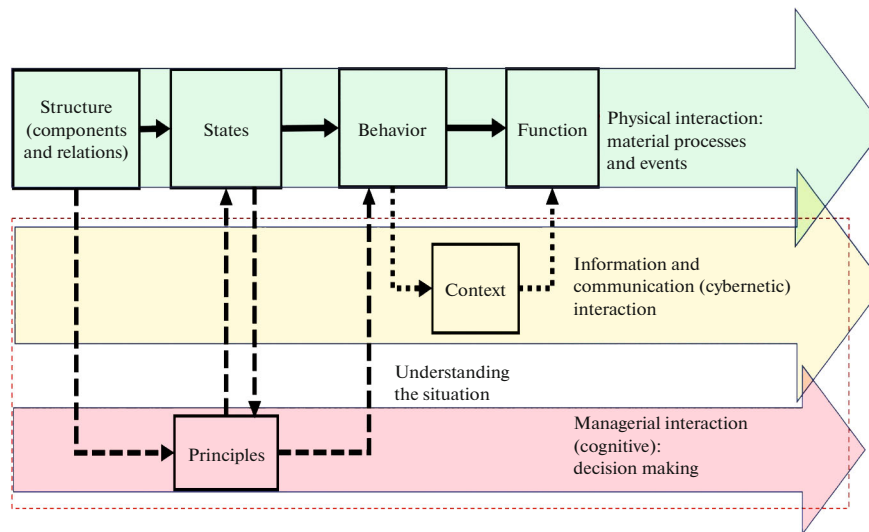 Structure
(components
and relations)
States
Behavior
Function
Physical interaction:
material processes
and events
Context
Information and
communication (cybernetic)
interaction
Understanding
the situation
Principles
Managerial interaction
(cognitive):
decision making